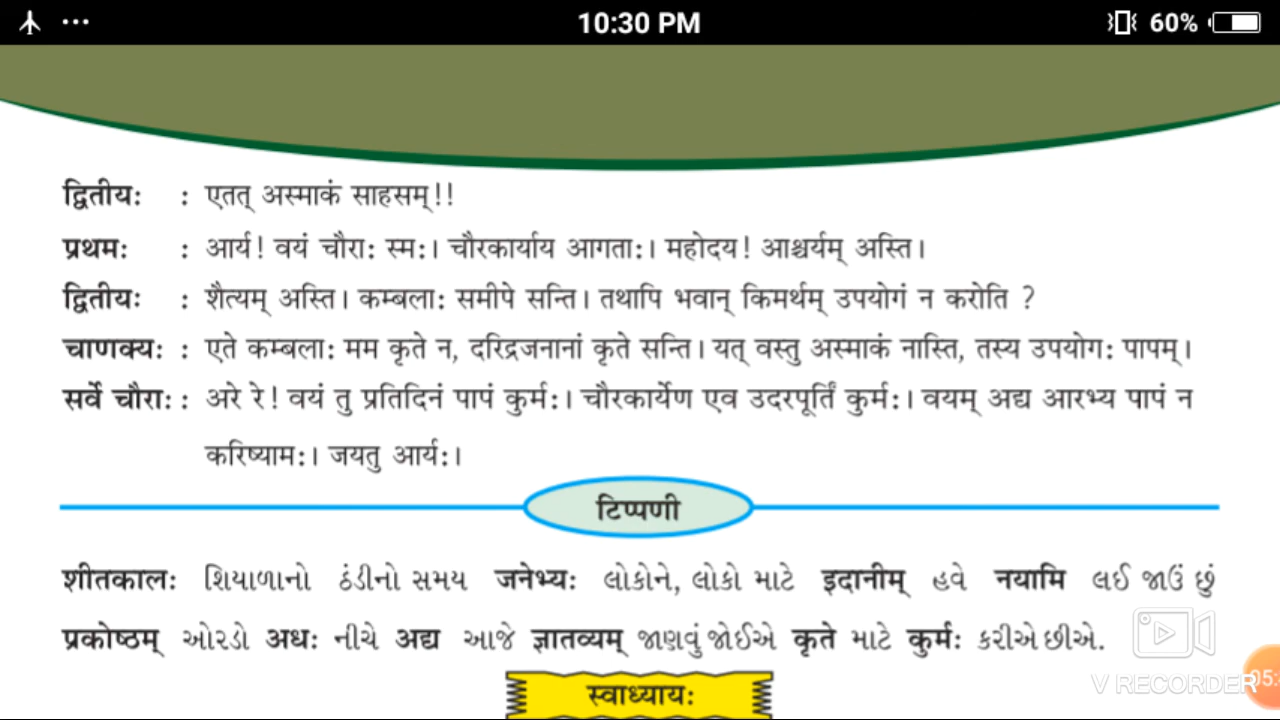 10:30 PM 60%
द्वितीयः : एतत् अस्माकं साहसम्!!
प्रथमः : आर्य! वयं चौराः स्मः। चौरकार्याय आगताः। महोदय! आश्चर्यम् अस्ति।
द्वितीयः : शैत्यम् अस्ति। कम्बलाः समीपे सन्ति। तथापि भवान् किमर्थम् उपयोगं न करोति ?
चाणक्यः : एते कम्बलाः मम कृते न, दरिद्रजनानां कृते सन्ति। यत् वस्तु अस्माकं नास्ति, तस्य उपयोगः पापम्।
सर्वे चौराः : अरे रे! वयं तु प्रतिदिनं पापं कुर्मः। चौरकार्येण एव उदरपूर्तिं कुर्मः। वयम् अद्य आरभ्य पापं न
करिष्यामः। जयतु आर्यः।
टिप्पणी
शीतकालः શિયાળાનો ઠંડીનો સમય जनेभ्यः લોકોને, લોકો માટે इदानीम् હવે नयामि લઈ જાઉં છું
प्रकोष्ठम् ઓરડો अधः નીચે अद्य આજે ज्ञातव्यम् જાણવું જોઈએ कृते માટે कुर्मः કરીએ છીએ.
स्वाध्यायः
V RECORDER